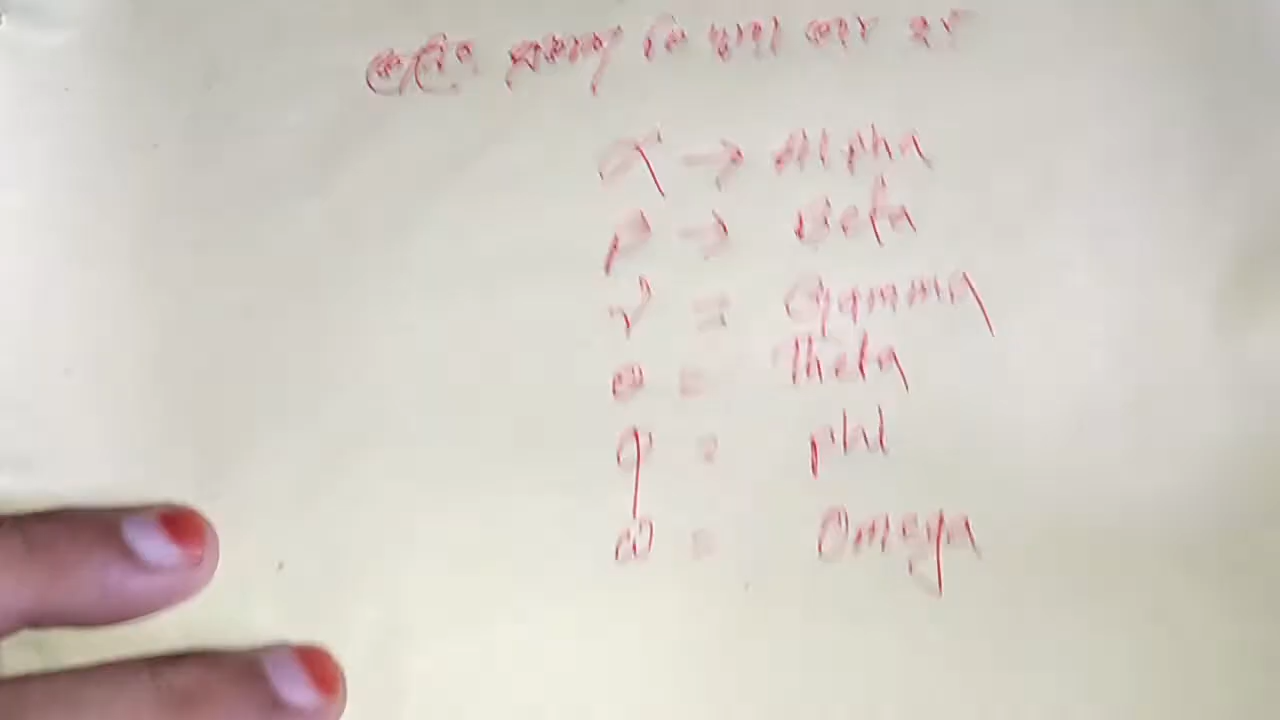 α → Alpha
β → Beta
γ = Gamma
θ = Theta
φ = phi
ω = Omega